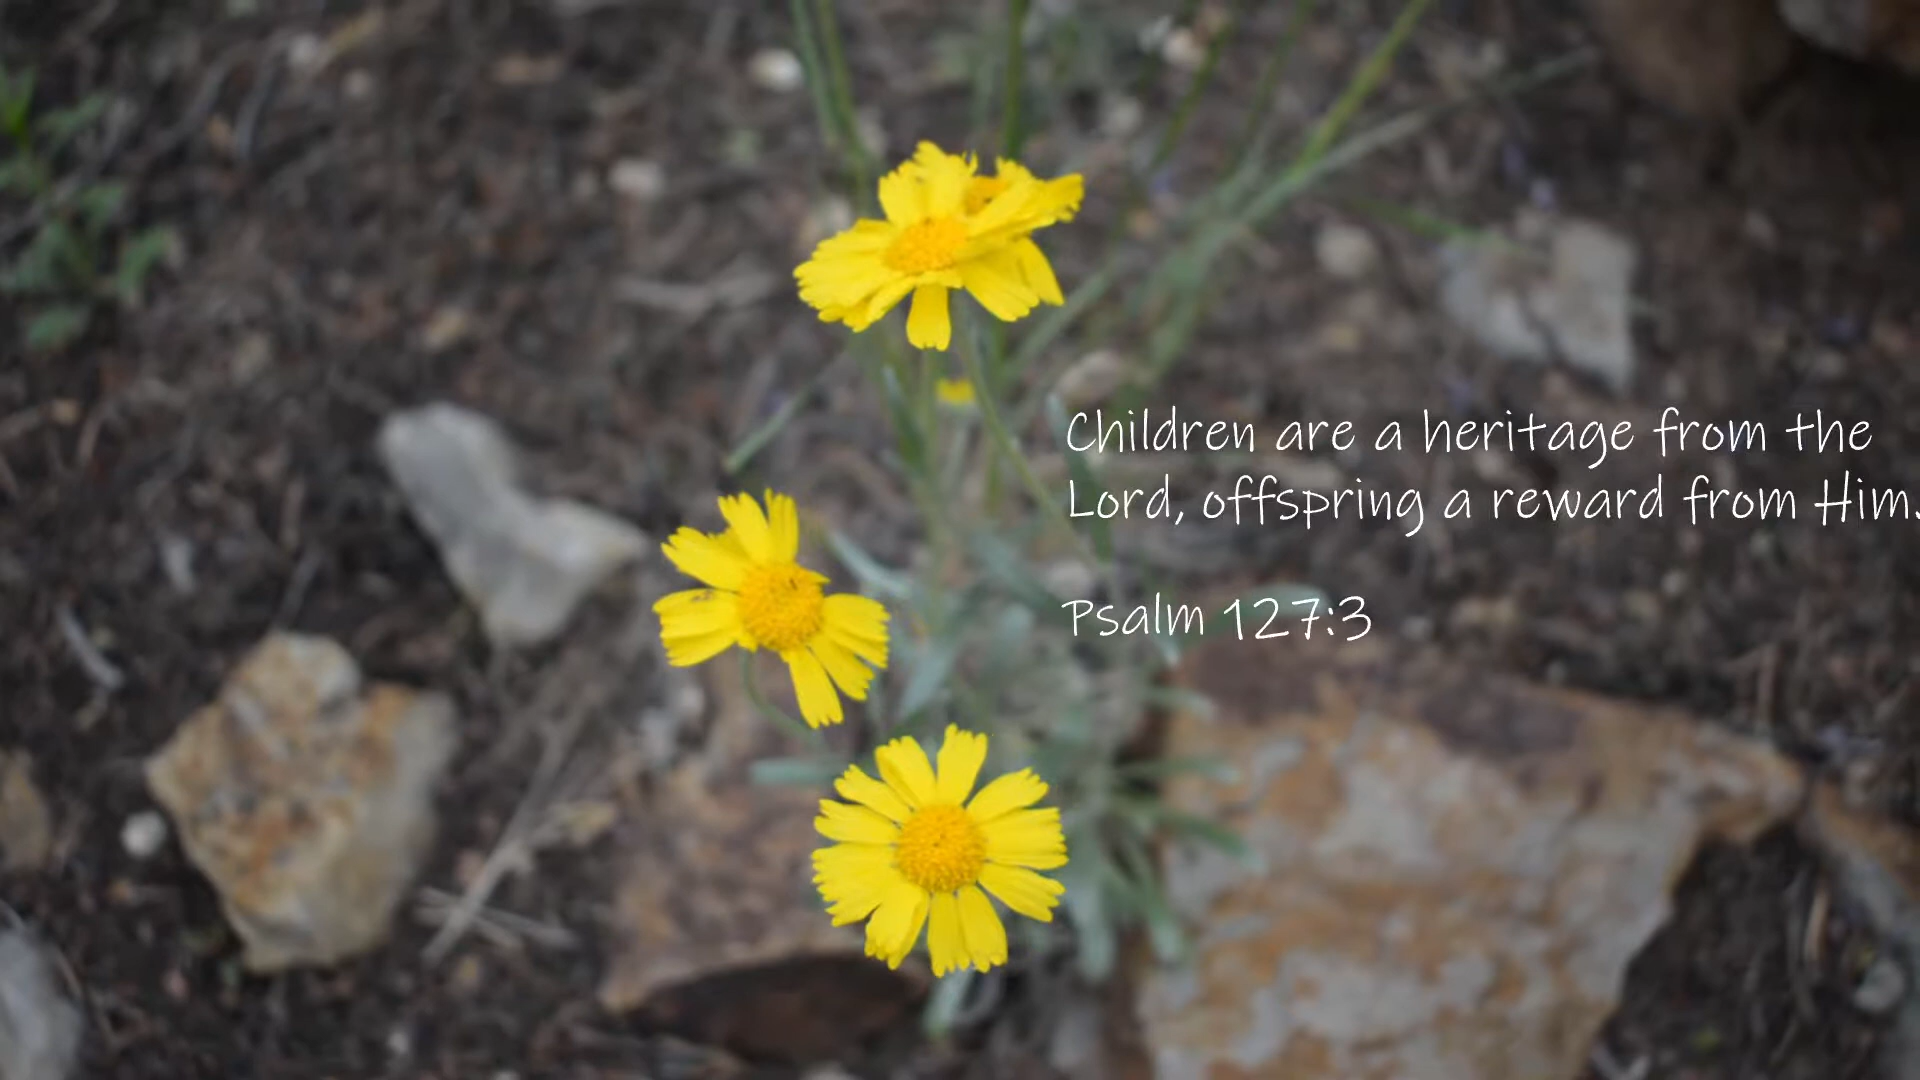 Children are a heritage from the
Lord, offspring a reward from Him.
Psalm 127:3